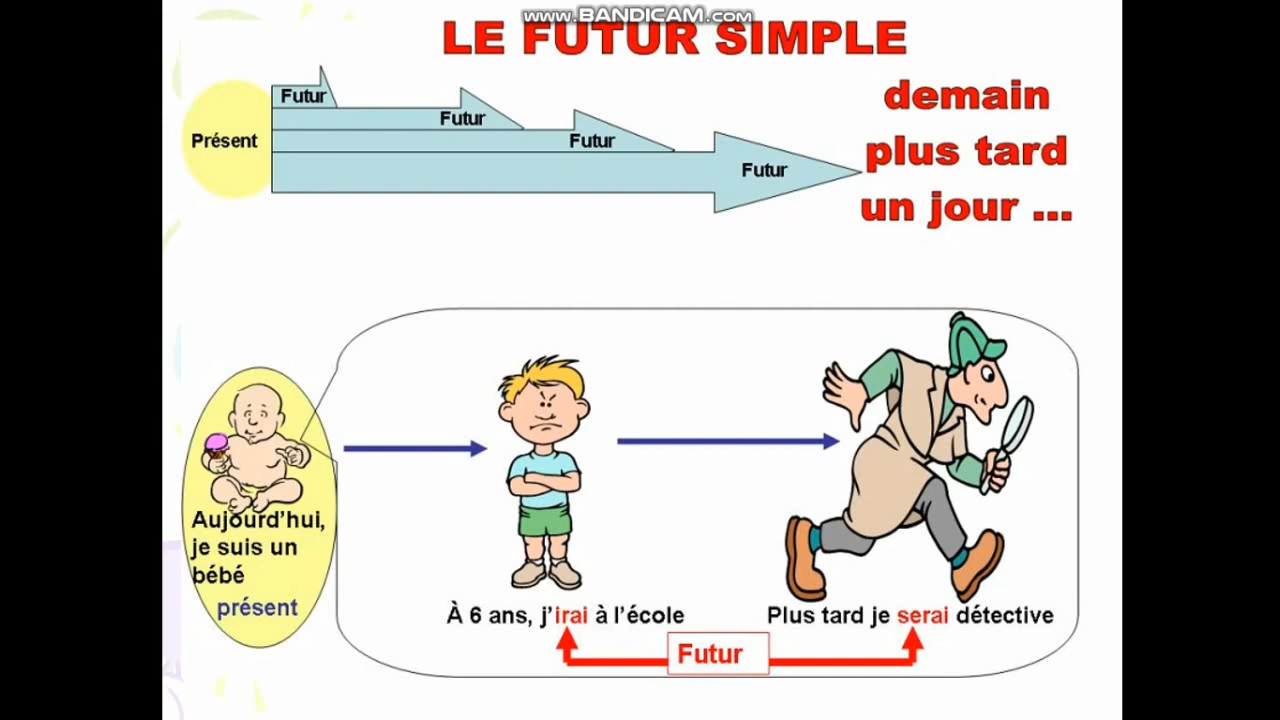 www.BANDICAM.com
LE FUTUR SIMPLE
Futur
Futur
Présent
Futur
Futur
demain
plus tard
un jour ...
Aujourd'hui,
je suis un
bébé
présent
À 6 ans, j'irai à l'école
Plus tard je serai détective
Futur